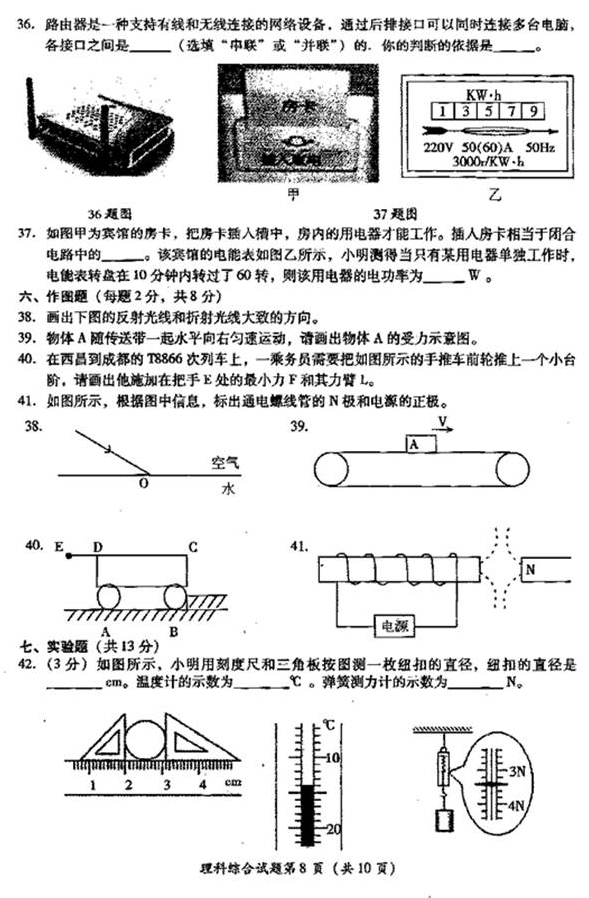 36. 路由器是一种支持有线和无线连接的网络设备，通过后排接口可以同时连接多台电脑，
各接口之间是______（选填“串联”或“并联”）的．你的判断的依据是______。
房卡
KW·h
1 3 5 7 9
220V 50(60)A 50Hz
3000r/KW·h
甲 乙
36题图 37题图
37. 如图甲为宾馆的房卡，把房卡插入槽中，房内的用电器才能工作。插入房卡相当于闭合
电路中的______。该宾馆的电能表如图乙所示，小明测得当只有某用电器单独工作时，
电能表转盘在10分钟内转过了60转，则该用电器的电功率为______W 。
六、作图题（每题2分，共8分）
38. 画出下图的反射光线和折射光线大致的方向。
39. 物体A随传送带一起水平向右匀速运动，请画出物体A的受力示意图。
40. 在西昌到成都的T8866次列车上，一乘务员需要把如图所示的手推车前轮推上一个小台
阶，请画出他施加在把手E处的最小力F和其力臂L。
41. 如图所示，根据图中信息，标出通电螺线管的N极和电源的正极。
38. 空气 O 水
39. V A
40. E D C A B
41. N 电源
七、实验题（共13分）
42. （3分）如图所示，小明用刻度尺和三角板按图测一枚纽扣的直径，纽扣的直径是
______cm。温度计的示数为______℃ 。弹簧测力计的示数为______N。
1 2 3 4 cm
℃ 10 20
3N 4N
理科综合试题第8页（共10页）